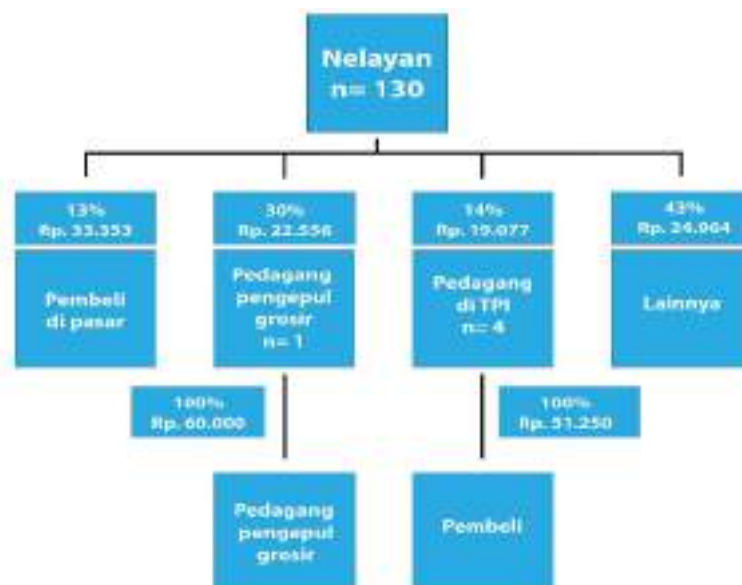 Nelayan
n= 130
13%
Rp. 33.353
30%
Rp. 22.556
14%
Rp. 19.077
43%
Rp. 24.964
Pembeli
di pasar
Pedagang
pengepul
grosir
n= 1
Pedagang
di TPI
n= 4
Lainnya
100%
Rp. 60.000
100%
Rp. 51.250
Pedagang
pengepul
grosir
Pembeli